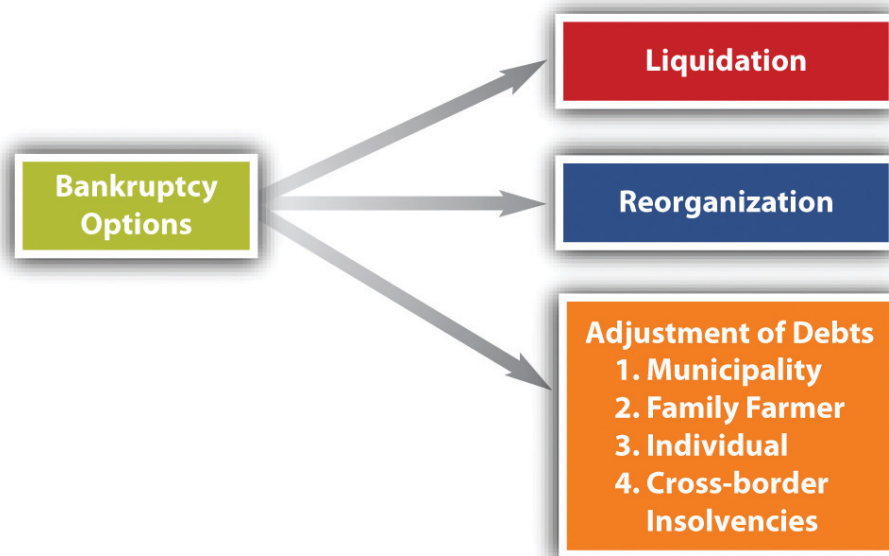 Bankruptcy
Options
Liquidation
Reorganization
Adjustment of Debts
1. Municipality
2. Family Farmer
3. Individual
4. Cross-border
Insolvencies